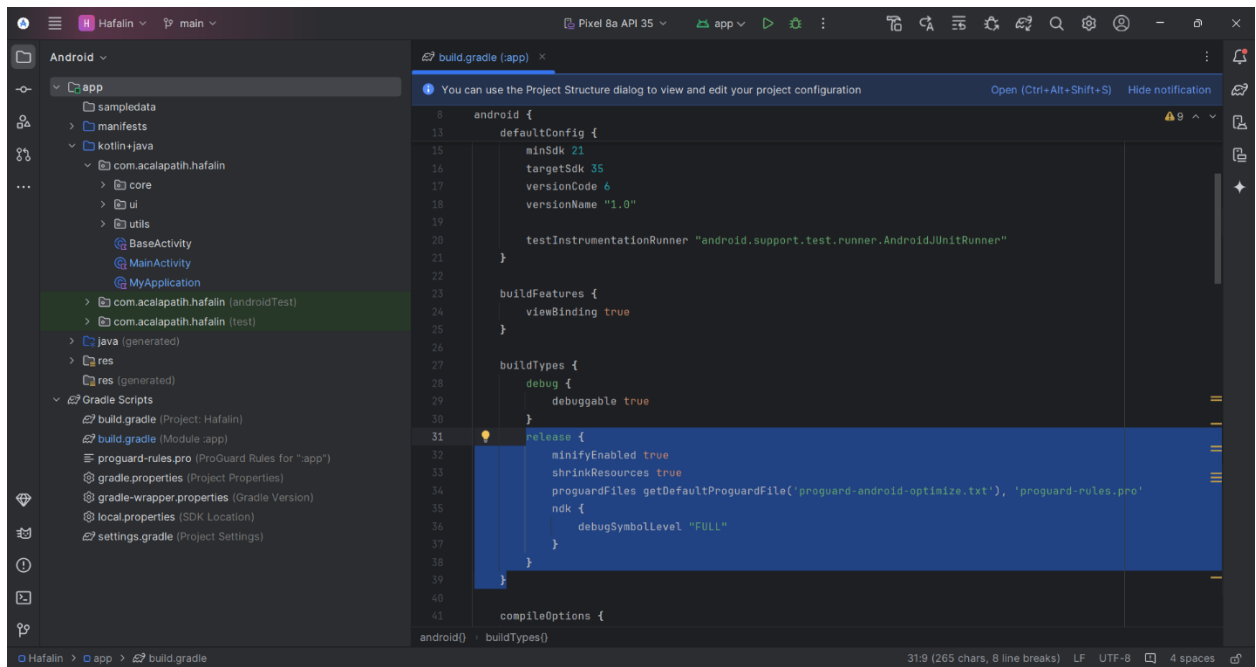 H Hafalin main Pixel 8a API 35 app
Android
app
sampledata
manifests
kotlin+java
com.acalapatih.hafalin
core
ui
utils
BaseActivity
MainActivity
MyApplication
com.acalapatih.hafalin (androidTest)
com.acalapatih.hafalin (test)
java (generated)
res
res (generated)
Gradle Scripts
build.gradle (Project: Hafalin)
build.gradle (Module :app)
proguard-rules.pro (ProGuard Rules for ":app")
gradle.properties (Project Properties)
gradle-wrapper.properties (Gradle Version)
local.properties (SDK Location)
settings.gradle (Project Settings)
build.gradle (:app)
You can use the Project Structure dialog to view and edit your project configuration Open (Ctrl+Alt+Shift+S) Hide notification
8 android { 9
13 defaultConfig {
15 minSdk 21
16 targetSdk 35
17 versionCode 6
18 versionName "1.0"
19
20 testInstrumentationRunner "android.support.test.runner.AndroidJUnitRunner"
21 }
22
23 buildFeatures {
24 viewBinding true
25 }
26
27 buildTypes {
28 debug {
29 debuggable true
30 }
31 release {
32 minifyEnabled true
33 shrinkResources true
34 proguardFiles getDefaultProguardFile('proguard-android-optimize.txt'), 'proguard-rules.pro'
35 ndk {
36 debugSymbolLevel "FULL"
37 }
38 }
39 }
40
41 compileOptions {
android{} > buildTypes{}
Hafalin > app > build.gradle 31:9 (265 chars, 8 line breaks) LF UTF-8 4 spaces